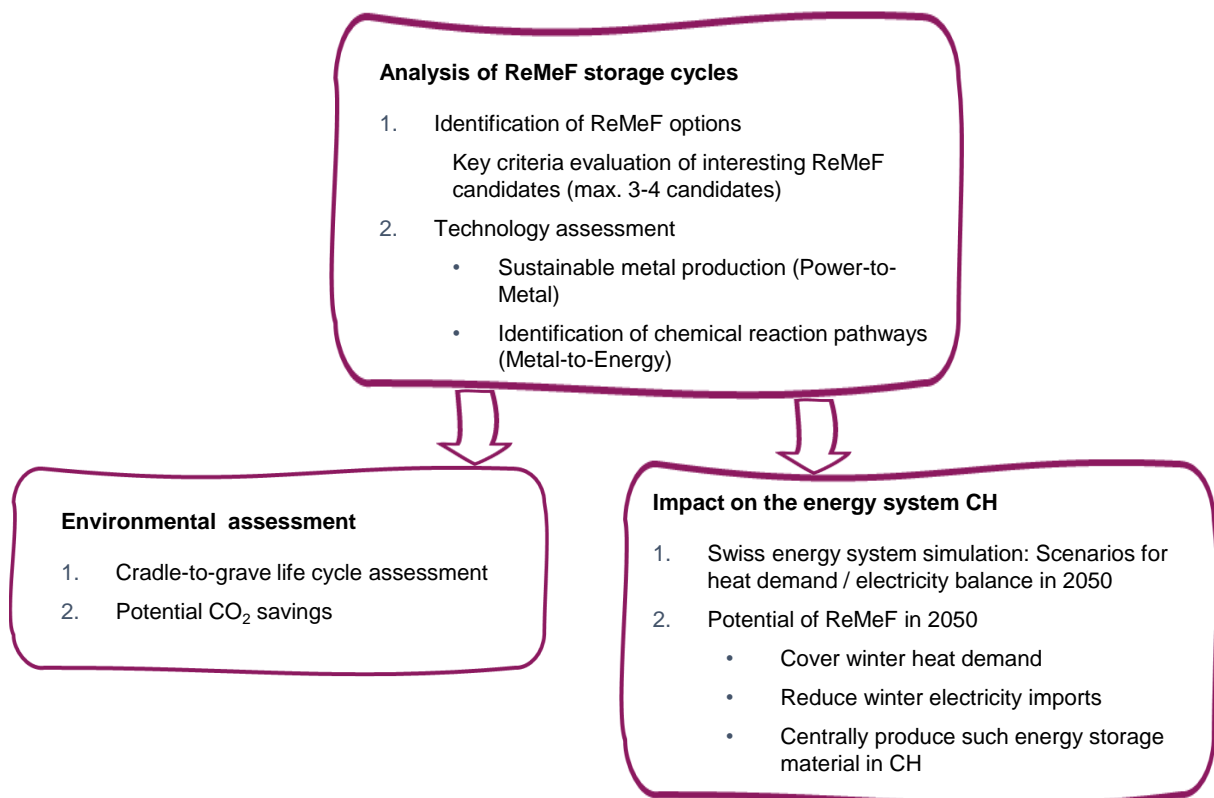 Analysis of ReMeF storage cycles
1. Identification of ReMeF options
Key criteria evaluation of interesting ReMeF
candidates (max. 3-4 candidates)
2. Technology assessment
• Sustainable metal production (Power-to-
Metal)
• Identification of chemical reaction pathways
(Metal-to-Energy)
Environmental assessment
1. Cradle-to-grave life cycle assessment
2. Potential CO₂ savings
Impact on the energy system CH
1. Swiss energy system simulation: Scenarios for
heat demand / electricity balance in 2050
2. Potential of ReMeF in 2050
• Cover winter heat demand
• Reduce winter electricity imports
• Centrally produce such energy storage
material in CH